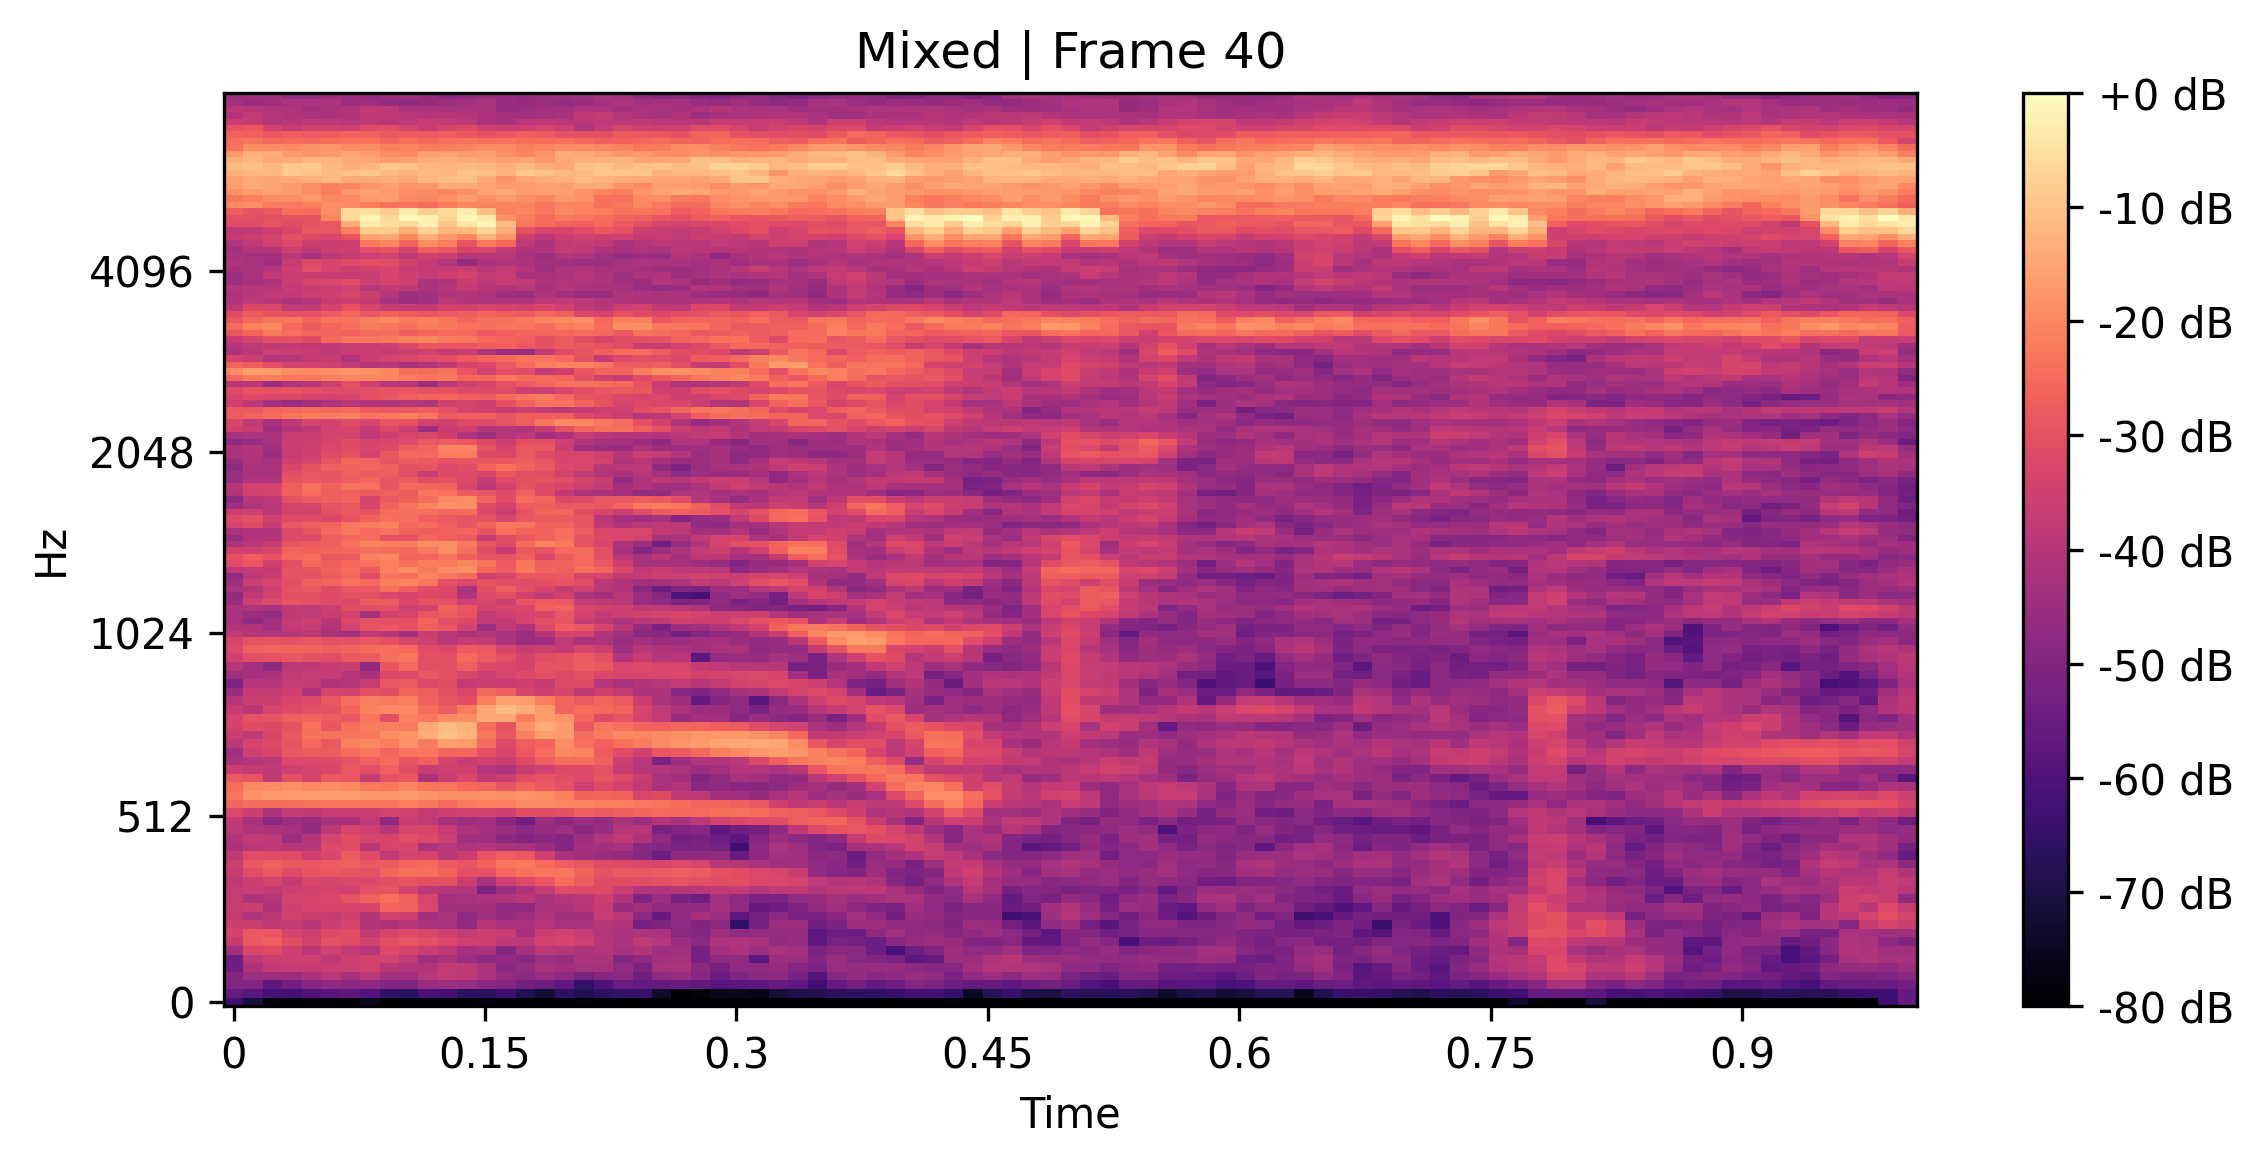 Mixed | Frame 40
+0 dB
-10 dB
-20 dB
-30 dB
-40 dB
-50 dB
-60 dB
-70 dB
-80 dB
4096
2048
1024
512
0
Hz
0 0.15 0.3 0.45 0.6 0.75 0.9
Time